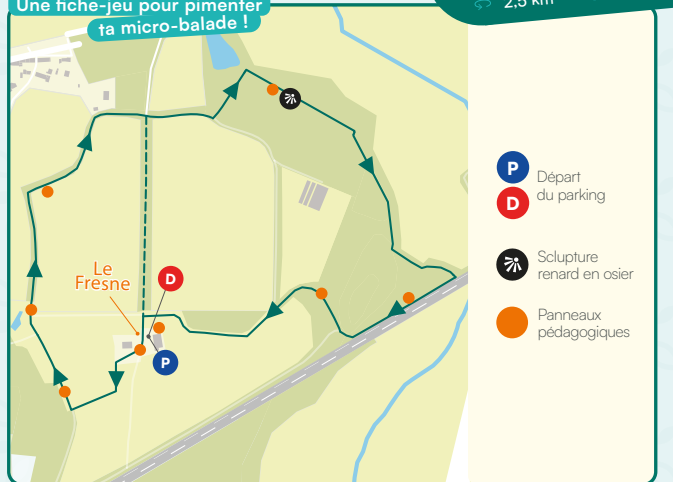 Une fiche-jeu pour pimenter
ta micro-balade !
2,5 km
Le
Fresne
D
P
P
D
Départ
du parking
Sclupture
renard en osier
Panneaux
pédagogiques